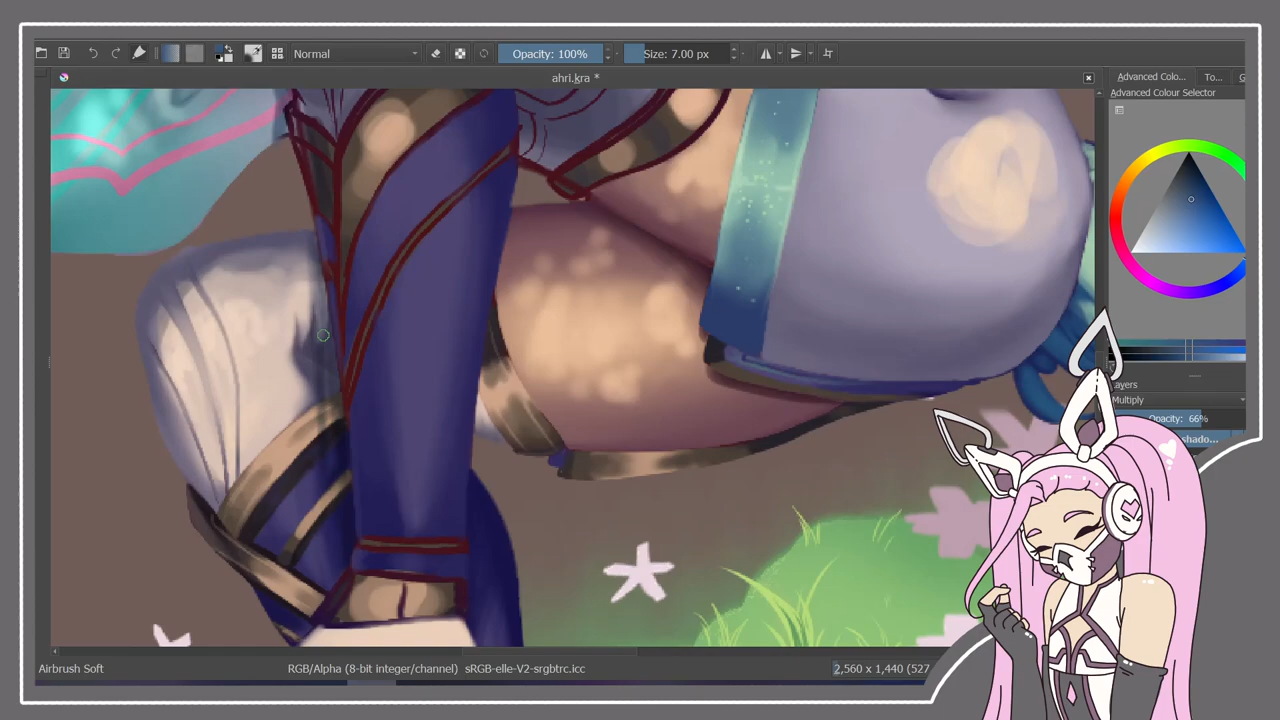 Normal
Opacity: 100%
Size: 7.00 px
ahri.kra *
Advanced Colo...
To...
Advanced Colour Selector
ayers
Multiply
Opacity: 66%
shado...
Airbrush Soft
RGB/Alpha (8-bit integer/channel) sRGB-elle-V2-srgbtrc.icc
2,560 x 1,440 (527